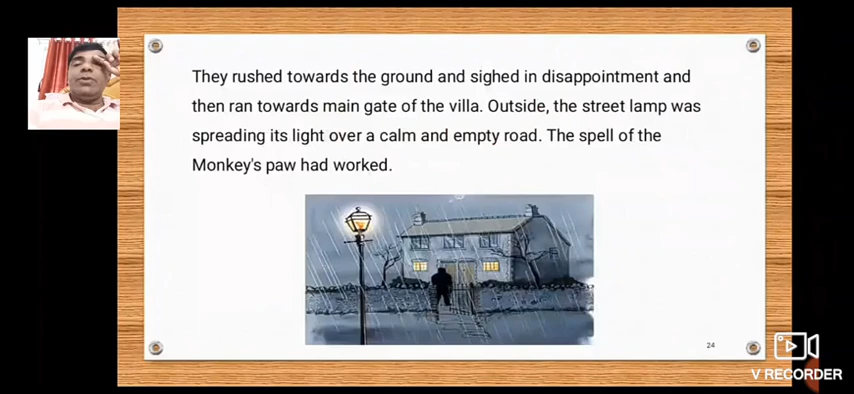 They rushed towards the ground and sighed in disappointment and
then ran towards main gate of the villa. Outside, the street lamp was
spreading its light over a calm and empty road. The spell of the
Monkey's paw had worked.
24
V RECORDER